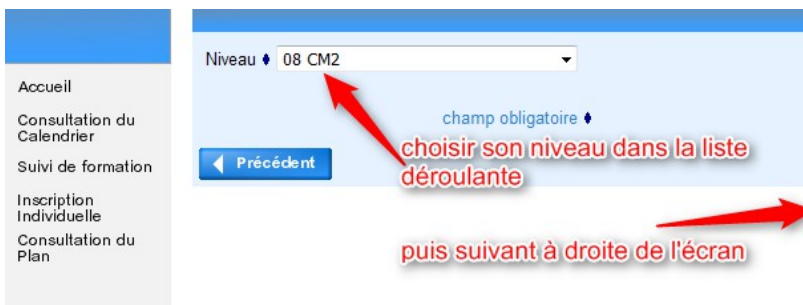 Niveau ♦ 08 CM2
Accueil
Consultation du
Calendrier
Suivi de formation
Inscription
Individuelle
Consultation du
Plan
champ obligatoire ♦
Précédent
choisir son niveau dans la liste
déroulante
puis suivant à droite de l'écran